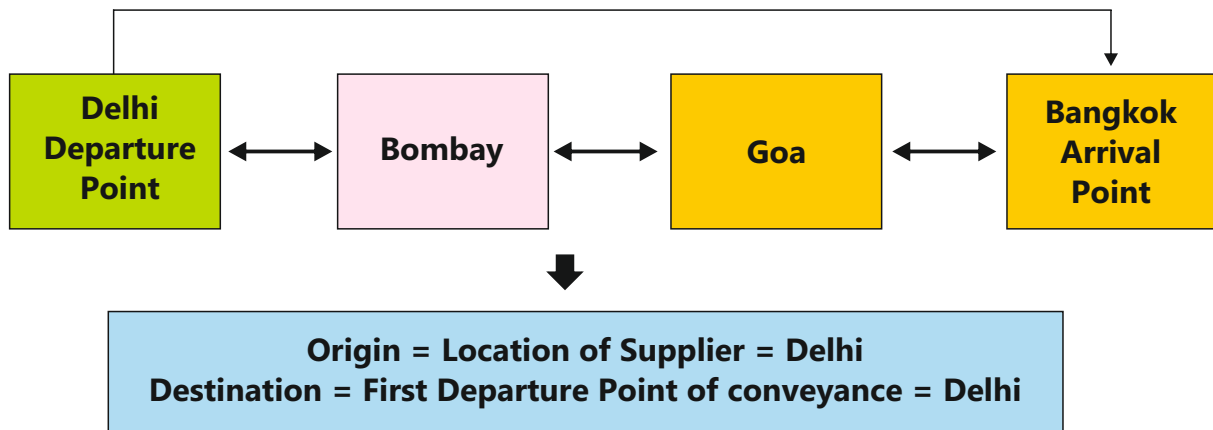 Delhi
Departure
Point
Bombay
Goa
Bangkok
Arrival
Point
Origin = Location of Supplier = Delhi
Destination = First Departure Point of conveyance = Delhi